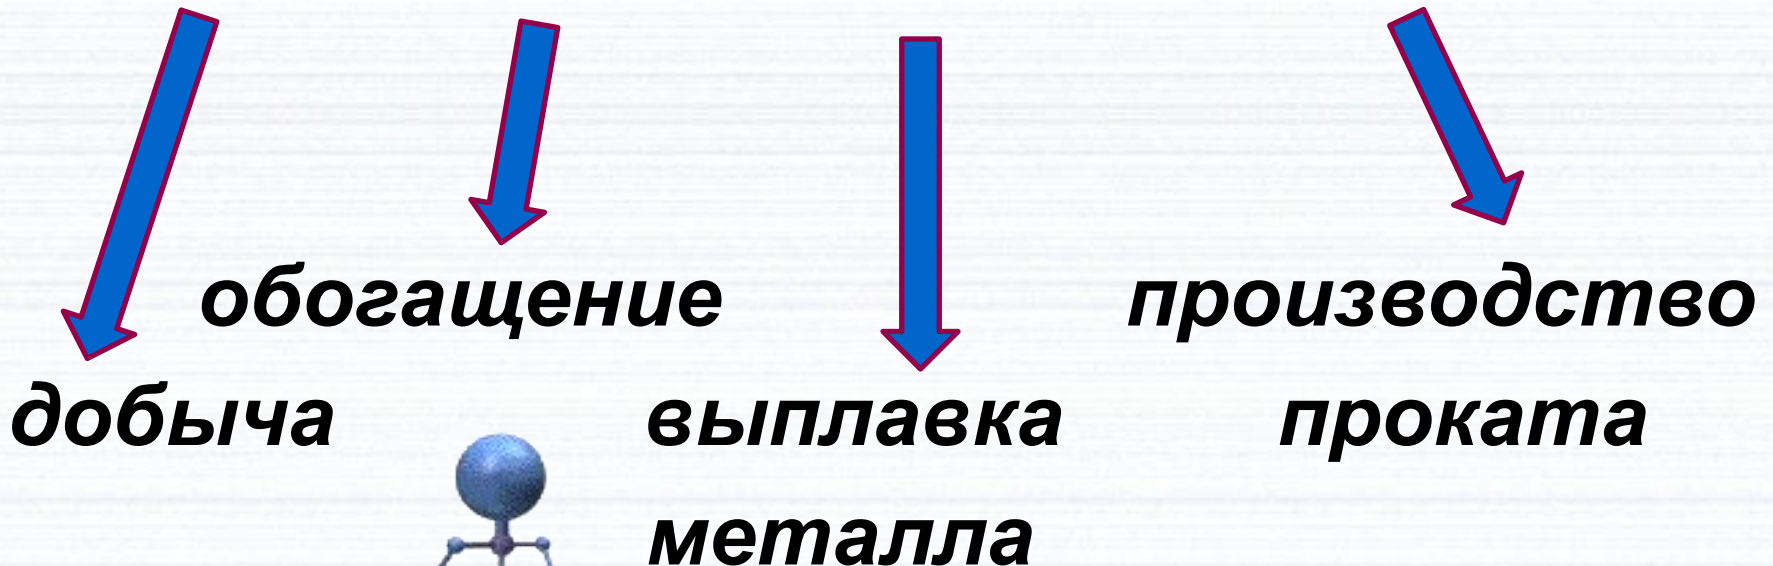 обогащение
производство
добыча
выплавка
проката
металла